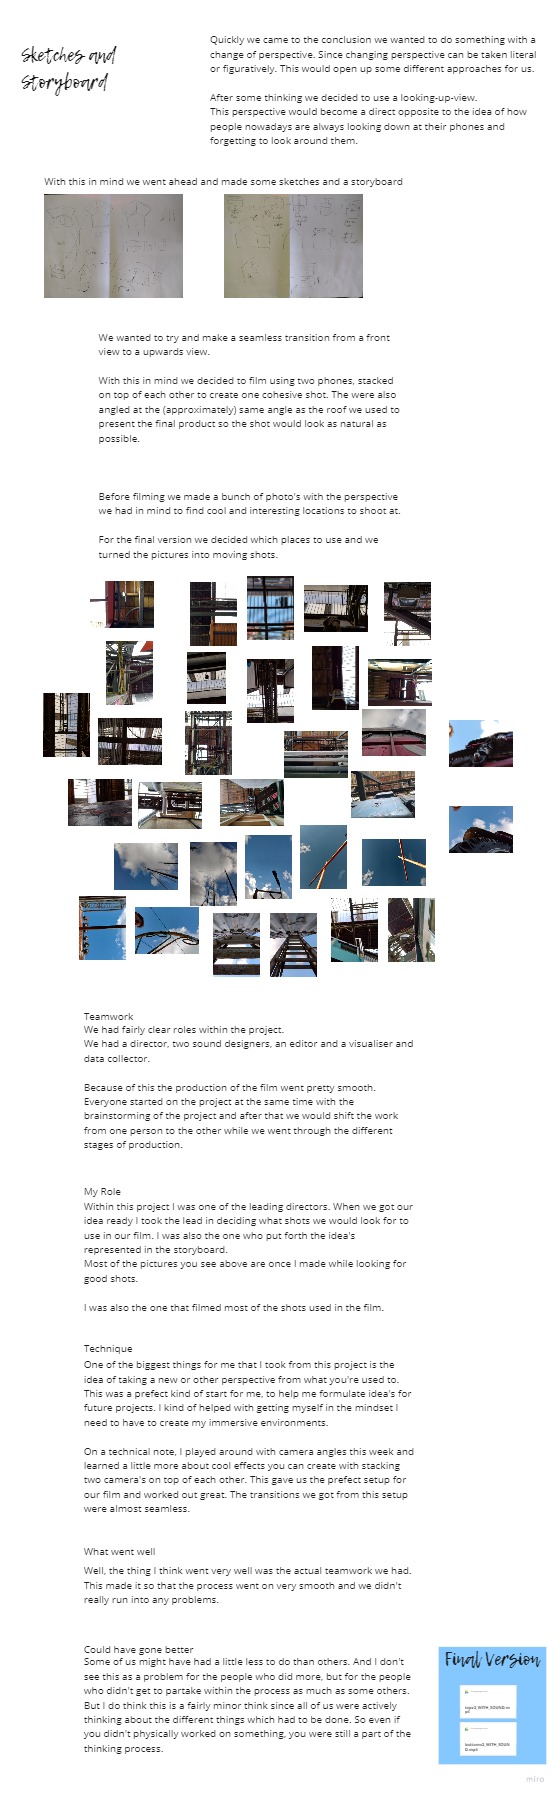 Sketches and
Storyboard
Quickly we came to the conclusion we wanted to do something with a
change of perspective. Since changing perspective can be taken literal
or figuratively. This would open up some different approaches for us.
After some thinking we decided to use a looking-up-view.
This perspective would become a direct opposite to the idea of how
people nowadays are always looking down at their phones and
forgetting to look around them.
With this in mind we went ahead and made some sketches and a storyboard
We wanted to try and make a seamless transition from a front
view to a upwards view.
With this in mind we decided to film using two phones, stacked
on top of each other to create one cohesive shot. The were also
angled at the (approximately) same angle as the roof we used to
present the final product so the shot would look as natural as
possible.
Before filming we made a bunch of photo's with the perspective
we had in mind to find cool and interesting locations to shoot at.
For the final version we decided which places to use and we
turned the pictures into moving shots.
Teamwork
We had fairly clear roles within the project.
We had a director, two sound designers, an editor and a visualiser and
data collector.
Because of this the production of the film went pretty smooth.
Everyone started on the project at the same time with the
brainstorming of the project and after that we would shift the work
from one person to the other while we went through the different
stages of production.
My Role
Within this project I was one of the leading directors. When we got our
idea ready I took the lead in deciding what shots we would look for to
use in our film. I was also the one who put forth the idea's
represented in the storyboard.
Most of the pictures you see above are once I made while looking for
good shots.
I was also the one that filmed most of the shots used in the film.
Technique
One of the biggest things for me that I took from this project is the
idea of taking a new or other perspective from what you're used to.
This was a prefect kind of start for me, to help me formulate idea's for
future projects. I kind of helped with getting myself in the mindset I
need to have to create my immersive environments.
On a technical note, I played around with camera angles this week and
learned a little more about cool effects you can create with stacking
two camera's on top of each other. This gave us the prefect setup for
our film and worked out great. The transitions we got from this setup
were almost seamless.
What went well
Well, the thing I think went very well was the actual teamwork we had.
This made it so that the process went on very smooth and we didn't
really run into any problems.
Could have gone better
Some of us might have had a little less to do than others. And I don't
see this as a problem for the people who did more, but for the people
who didn't get to partake within the process as much as some others.
But I do think this is a fairly minor think since all of us were actively
thinking about the different things which had to be done. So even if
you didn't physically worked on something, you were still a part of the
thinking process.
Final Version
miro